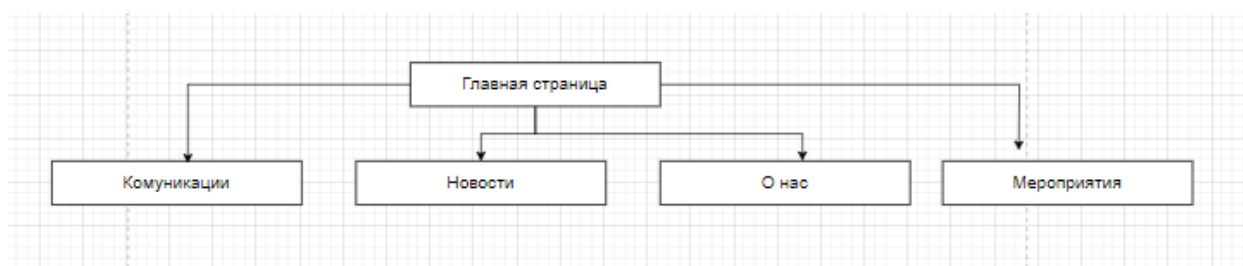 Главная страница
Комуникации
Новости
О нас
Мероприятия